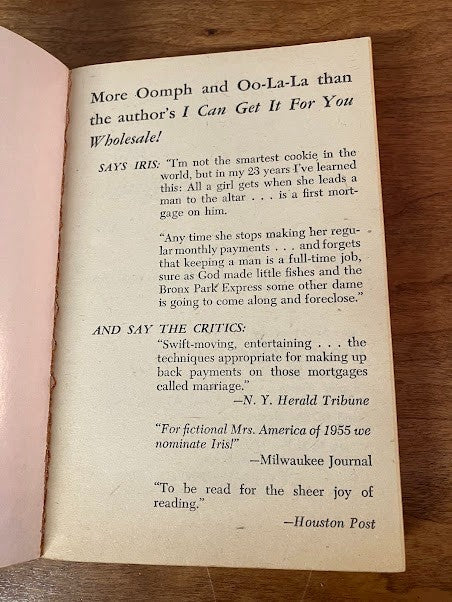 More Oomph and Oo-La-La than
the author's I Can Get It For You
Wholesale!
SAYS IRIS: "I'm not the smartest cookie in the
world, but in my 23 years I've learned
this: All a girl gets when she leads a
man to the altar . . . is a first mort-
gage on him.
"Any time she stops making her regu-
lar monthly payments . . . and forgets
that keeping a man is a full-time job,
sure as God made little fishes and the
Bronx Park Express some other dame
is going to come along and foreclose."
AND SAY THE CRITICS:
"Swift-moving, entertaining . . . the
techniques appropriate for making up
back payments on those mortgages
called marriage."
—N. Y. Herald Tribune
"For fictional Mrs. America of 1955 we
nominate Iris!"
—Milwaukee Journal
"To be read for the sheer joy of
reading."
—Houston Post